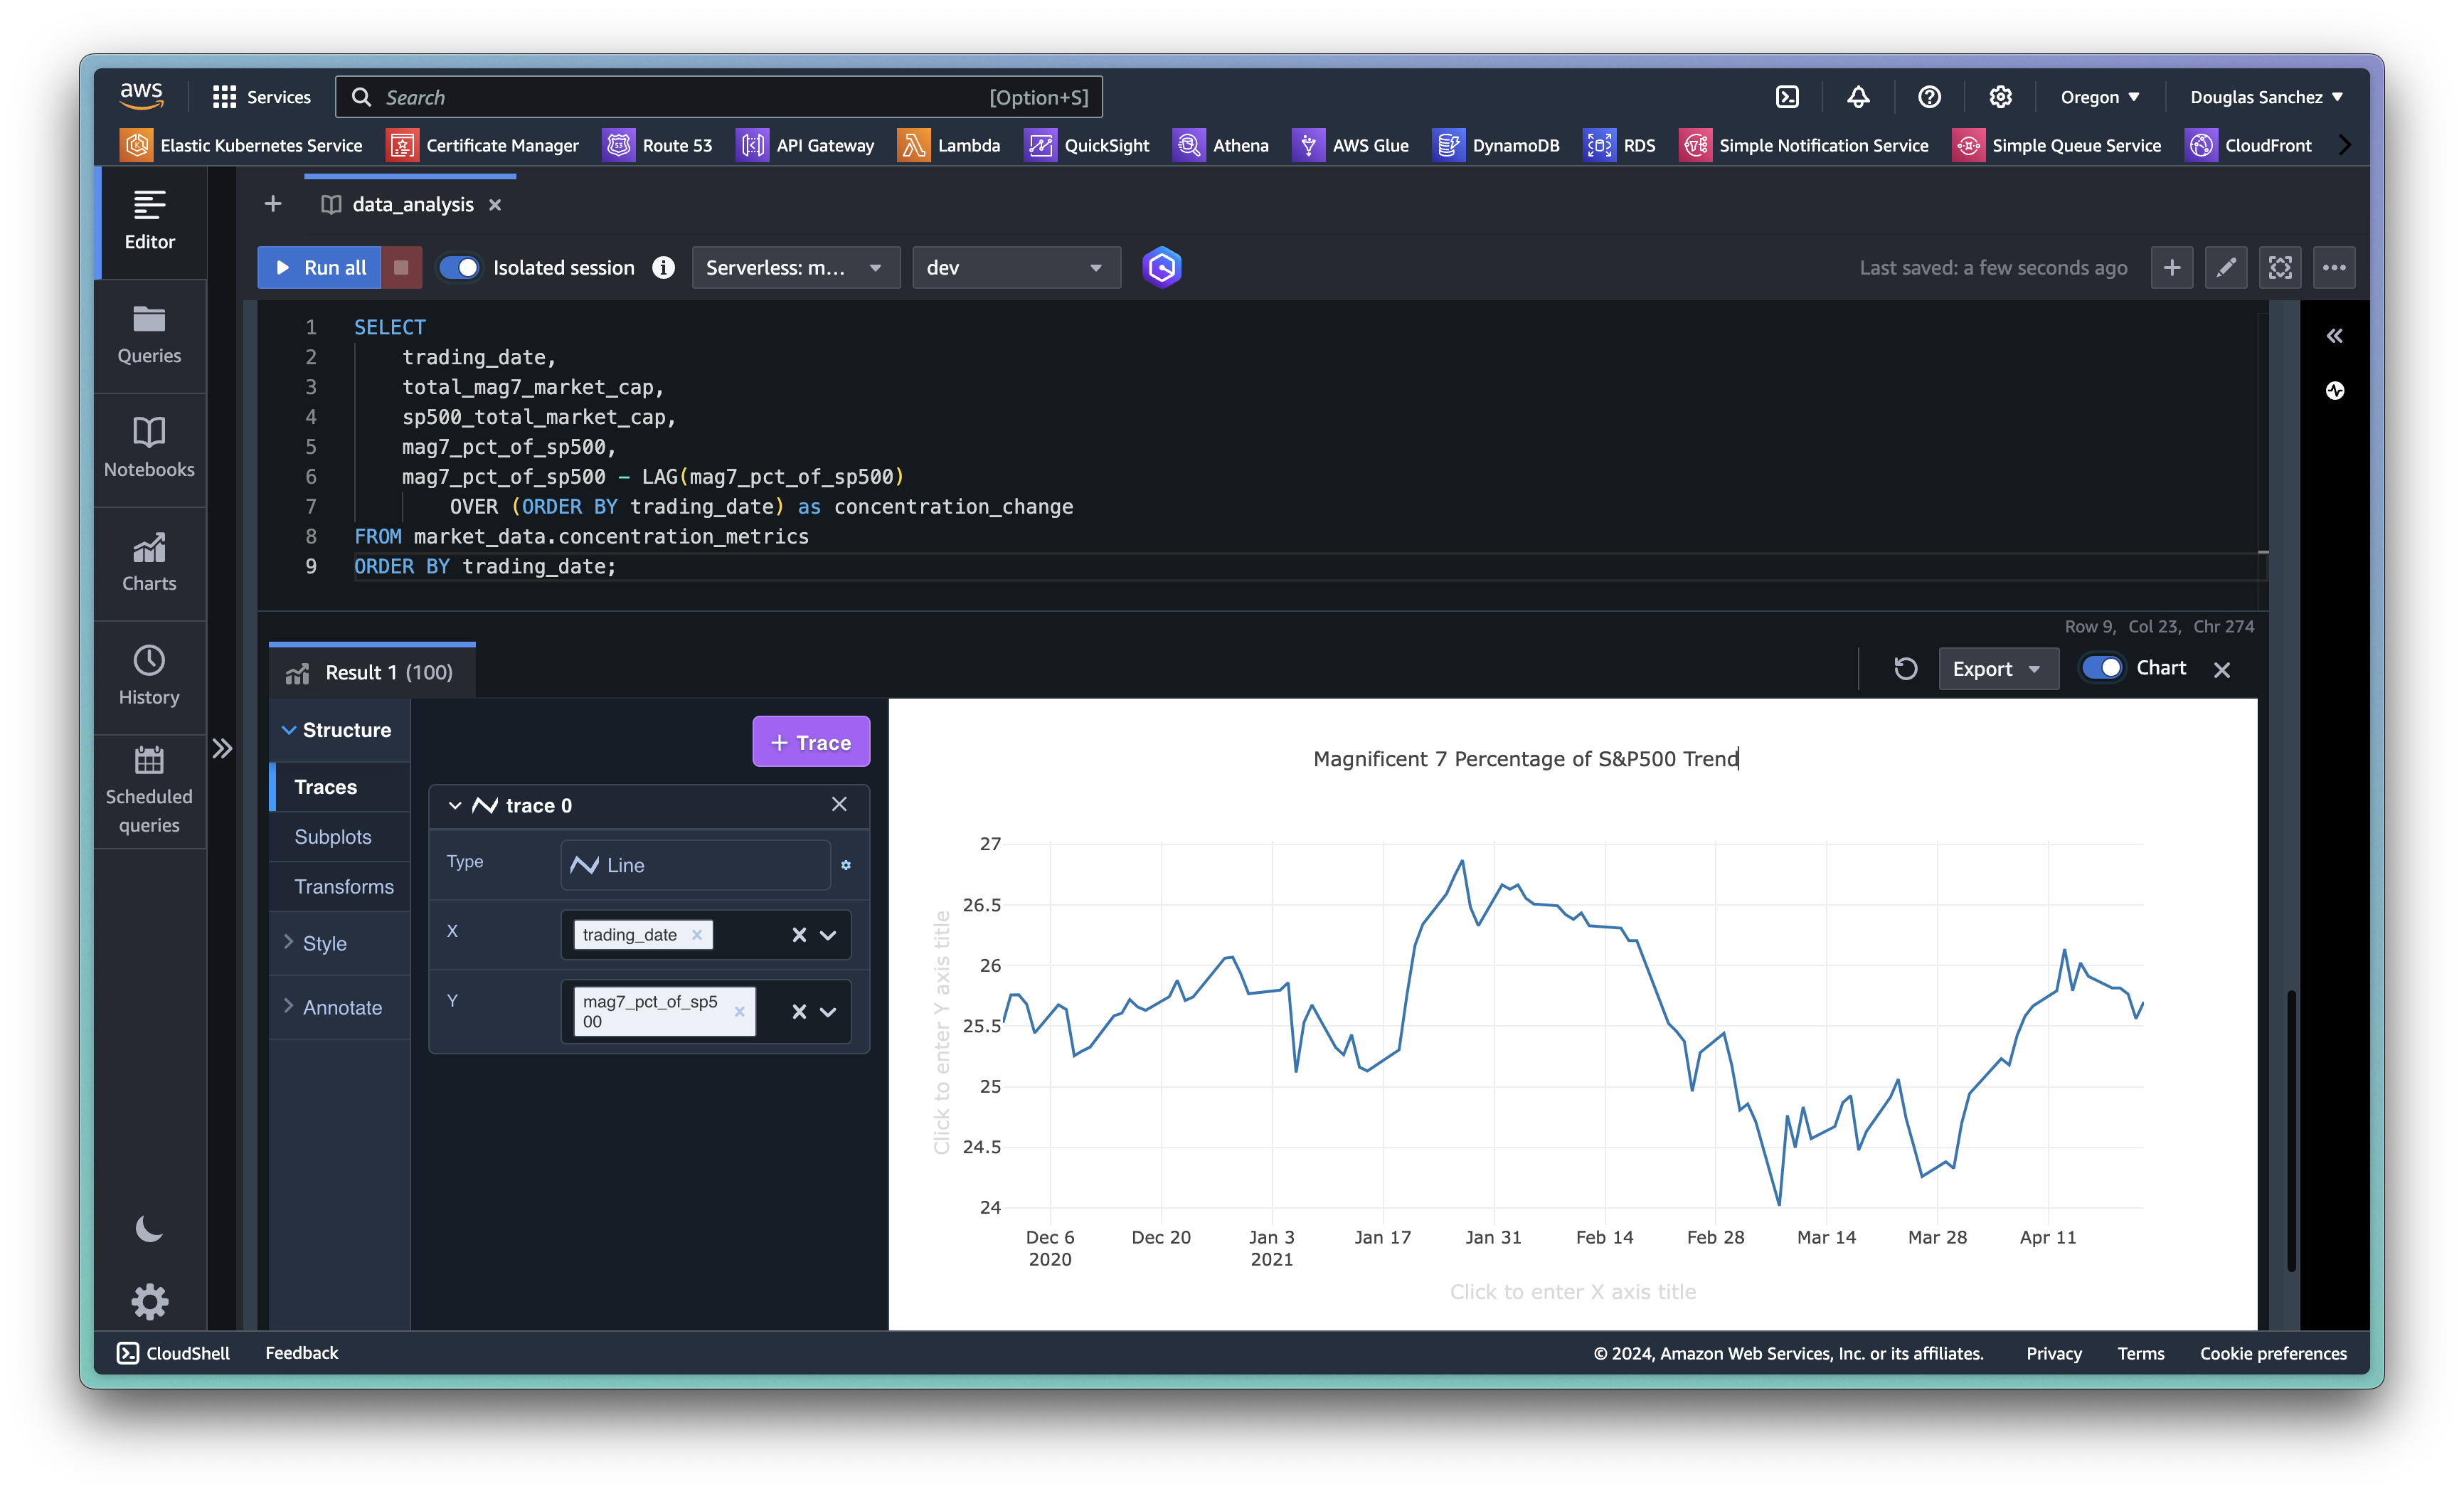 aws
Services
Search
[Option+S]
Oregon
Douglas Sanchez
Elastic Kubernetes Service
Certificate Manager
Route 53
API Gateway
Lambda
QuickSight
Athena
AWS Glue
DynamoDB
RDS
Simple Notification Service
Simple Queue Service
CloudFront
Editor
Queries
Notebooks
Charts
History
Scheduled
queries
data_analysis
Run all
Isolated session
Serverless: m...
dev
Last saved: a few seconds ago
1 SELECT
2 trading_date,
3 total_mag7_market_cap,
4 sp500_total_market_cap,
5 mag7_pct_of_sp500,
6 mag7_pct_of_sp500 - LAG(mag7_pct_of_sp500)
7 OVER (ORDER BY trading_date) as concentration_change
8 FROM market_data.concentration_metrics
9 ORDER BY trading_date;
Row 9, Col 23, Chr 274
Result 1 (100)
Export
Chart
Structure
Traces
Subplots
Transforms
Style
Annotate
+ Trace
trace 0
Type
Line
X
trading_date
Y
mag7_pct_of_sp5
00
Magnificent 7 Percentage of S&P500 Trend
Click to enter Y axis title
27
26.5
26
25.5
25
24.5
24
Dec 6
2020
Dec 20
Jan 3
2021
Jan 17
Jan 31
Feb 14
Feb 28
Mar 14
Mar 28
Apr 11
Click to enter X axis title
CloudShell
Feedback
© 2024, Amazon Web Services, Inc. or its affiliates.
Privacy
Terms
Cookie preferences